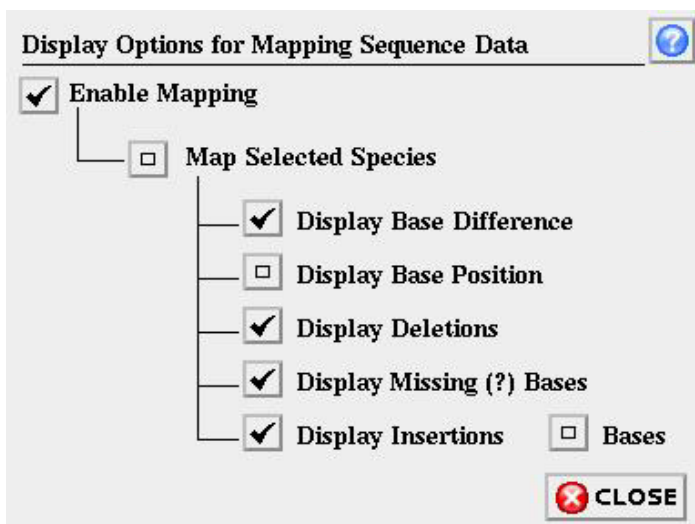 Display Options for Mapping Sequence Data
Enable Mapping
Map Selected Species
Display Base Difference
Display Base Position
Display Deletions
Display Missing (?) Bases
Display Insertions Bases
CLOSE